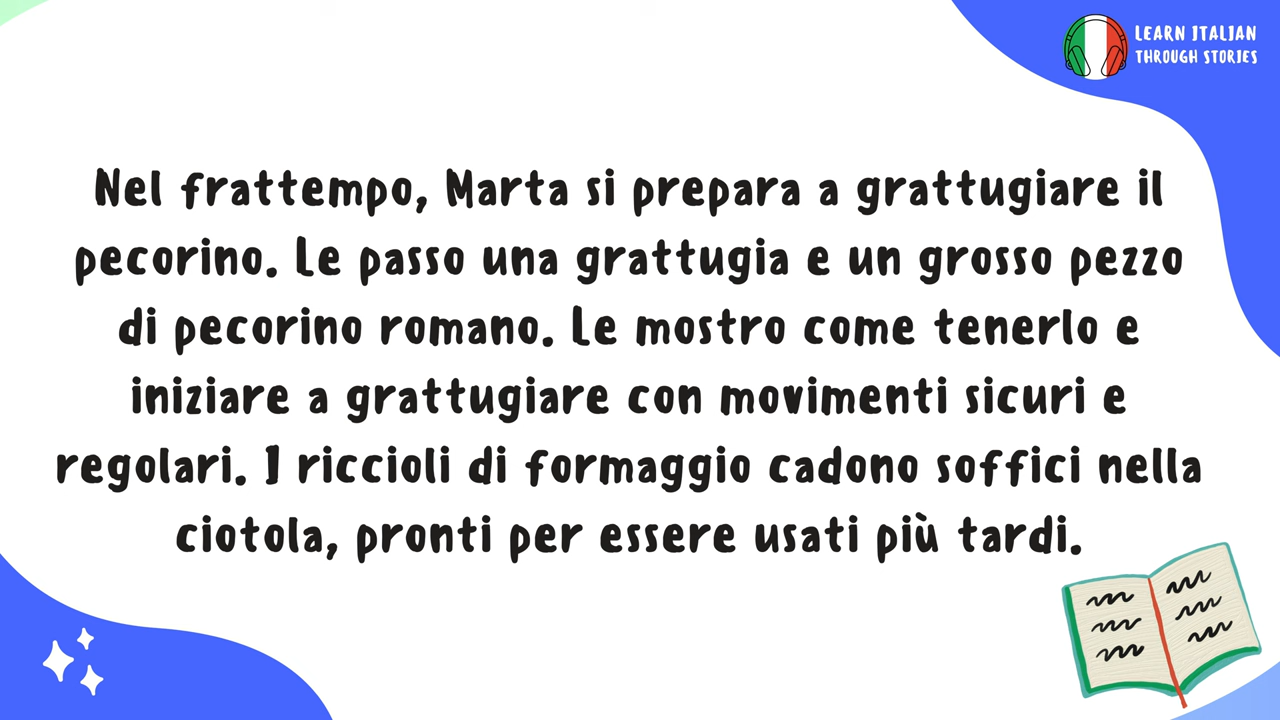 LEARN ITALIAN
THROUGH STORIES
Nel frattempo, Marta si prepara a grattugiare il
pecorino. Le passo una grattugia e un grosso pezzo
di pecorino romano. Le mostro come tenerlo e
iniziare a grattugiare con movimenti sicuri e
regolari. I riccioli di formaggio cadono soffici nella
ciotola, pronti per essere usati più tardi.